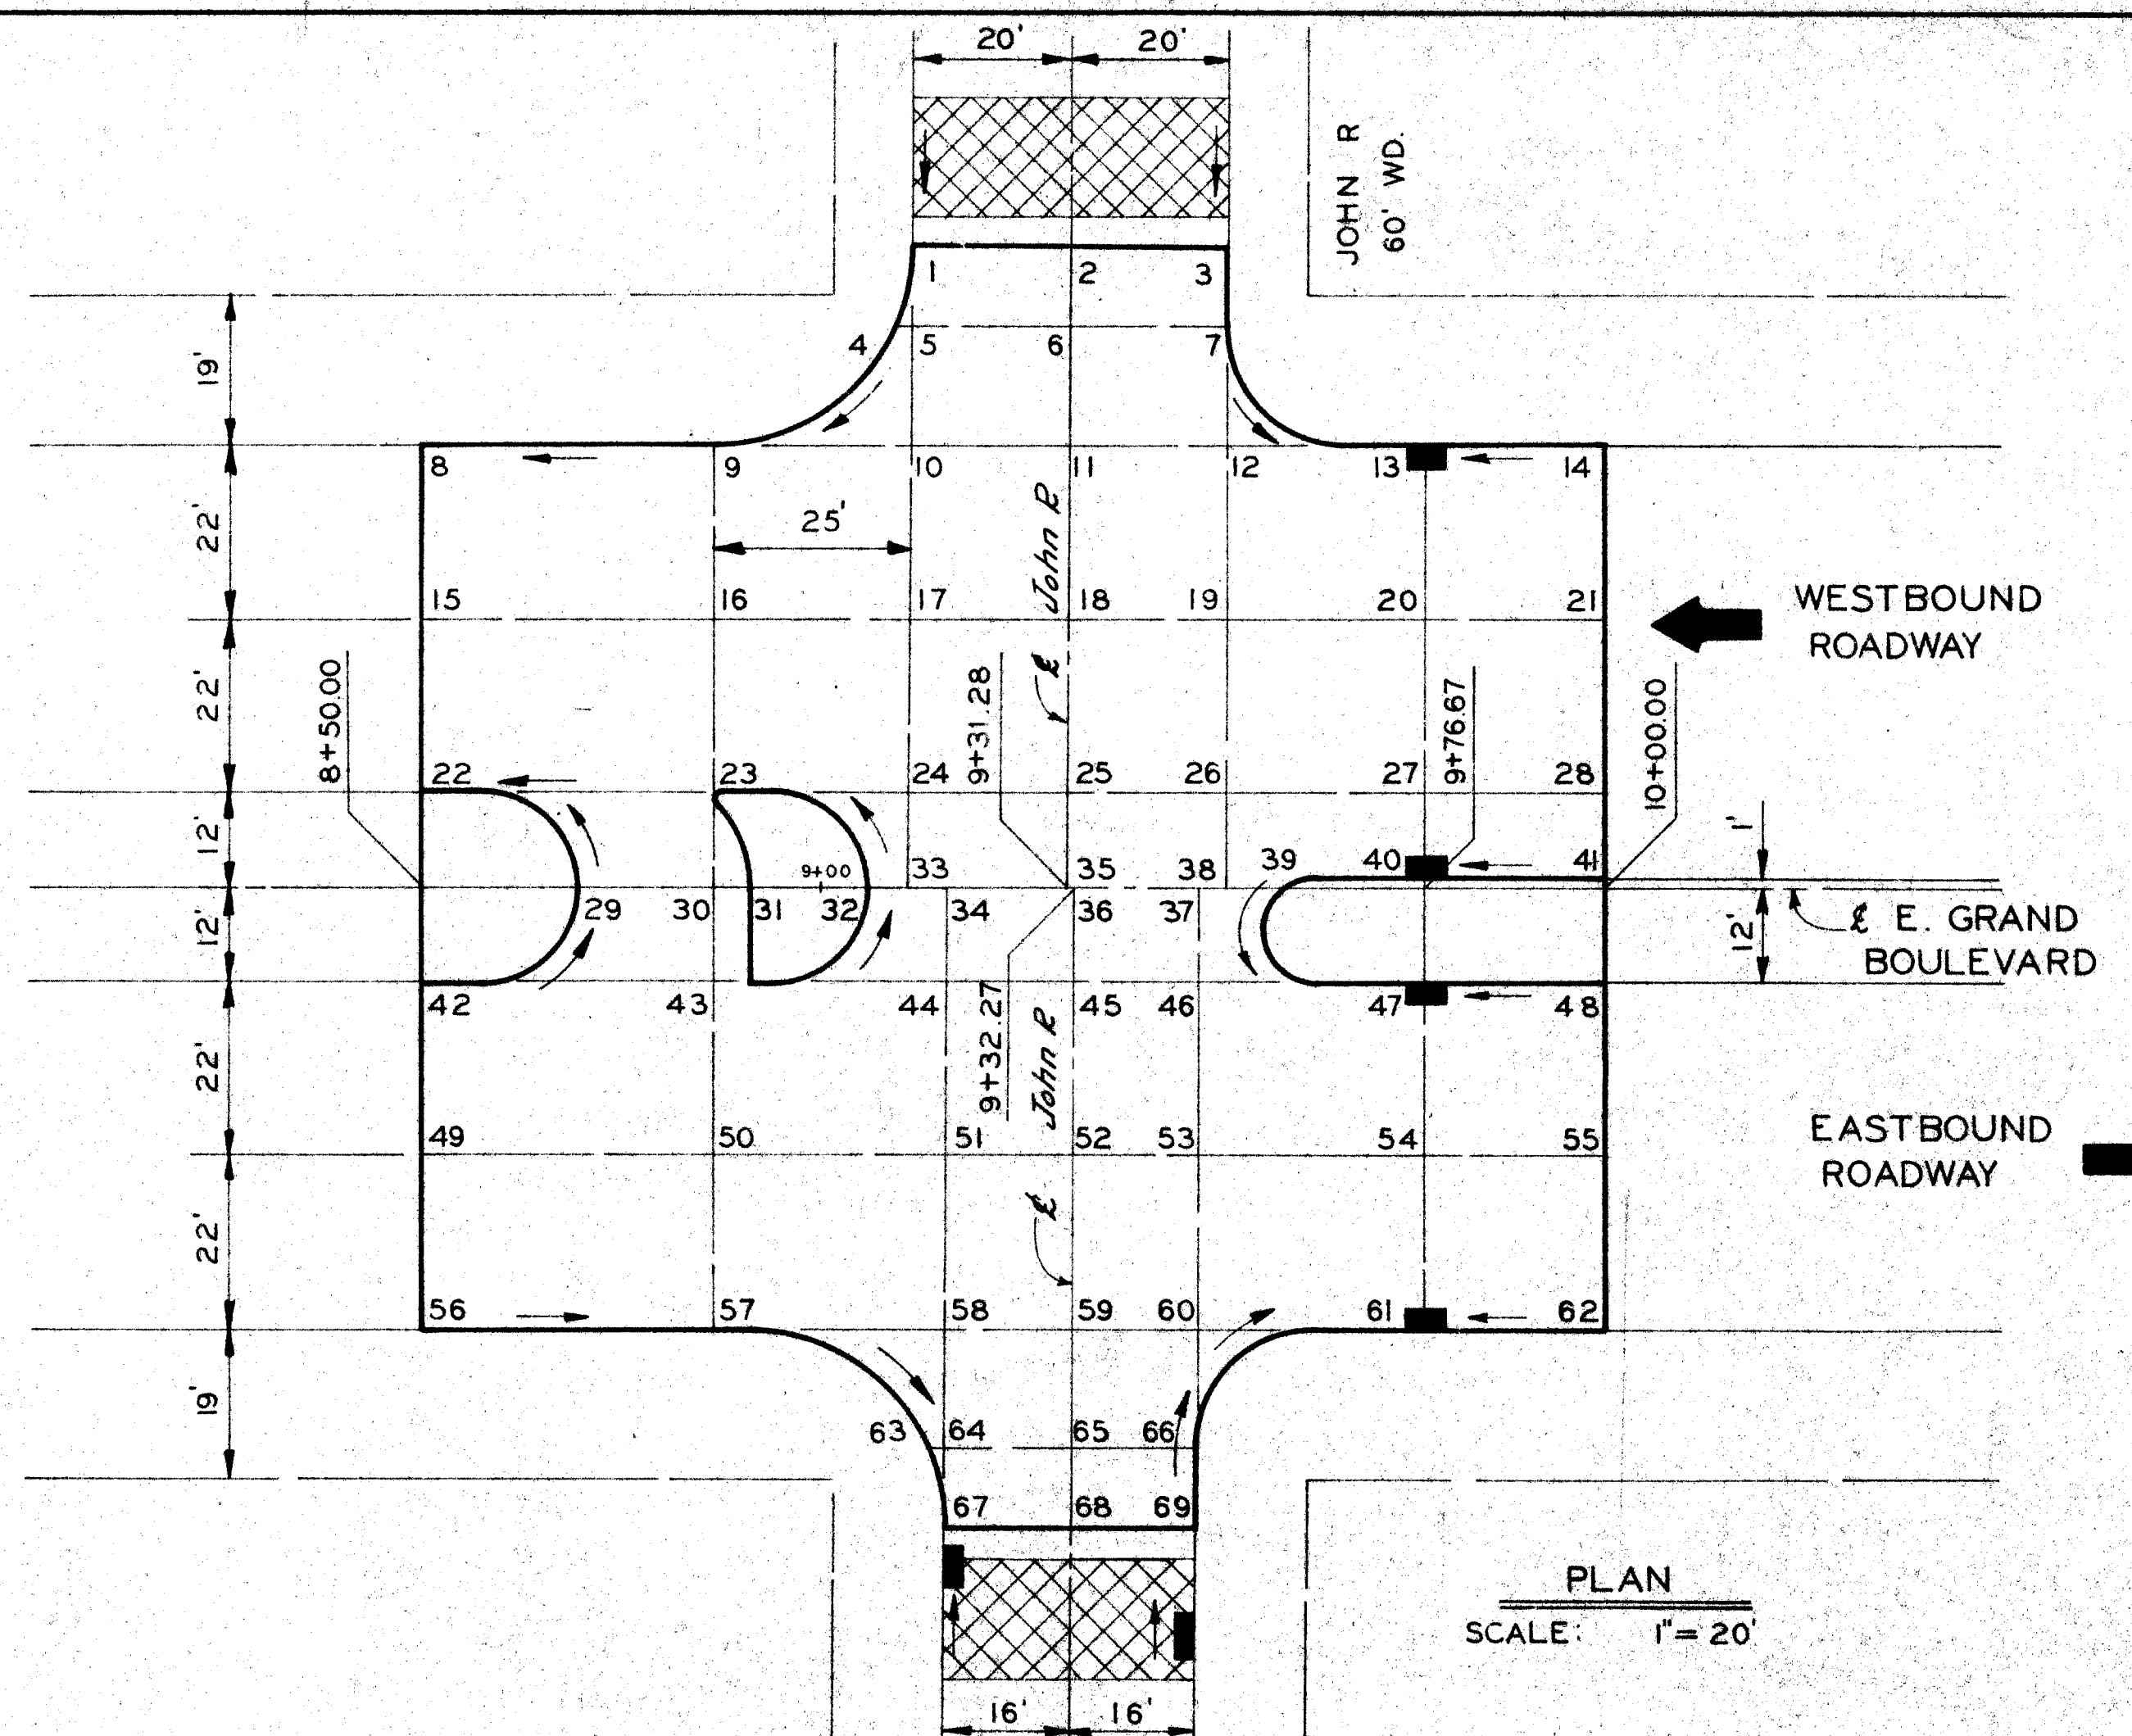 20' 20'
JOHN R
60' WD.
1 2 3
4 5 6 7
19'
8 9 10 11 12 13 14
22'
25'
℄ John R
15 16 17 18 19 20 21
WESTBOUND
ROADWAY
22'
8+50.00
9+31.28
9+76.67
10+00.00
22 23 24 25 26 27 28
12'
1'
9+00
33 35 38 39 40 41
29 30 31 32 34 36 37
12'
12'
℄ E. GRAND
BOULEVARD
42 43 44 45 46 47 48
9+32.27
℄ John R
22'
49 50 51 52 53 54 55
EASTBOUND
ROADWAY
22'
56 57 58 59 60 61 62
19'
63 64 65 66
67 68 69
16' 16'
PLAN
SCALE: 1"= 20'